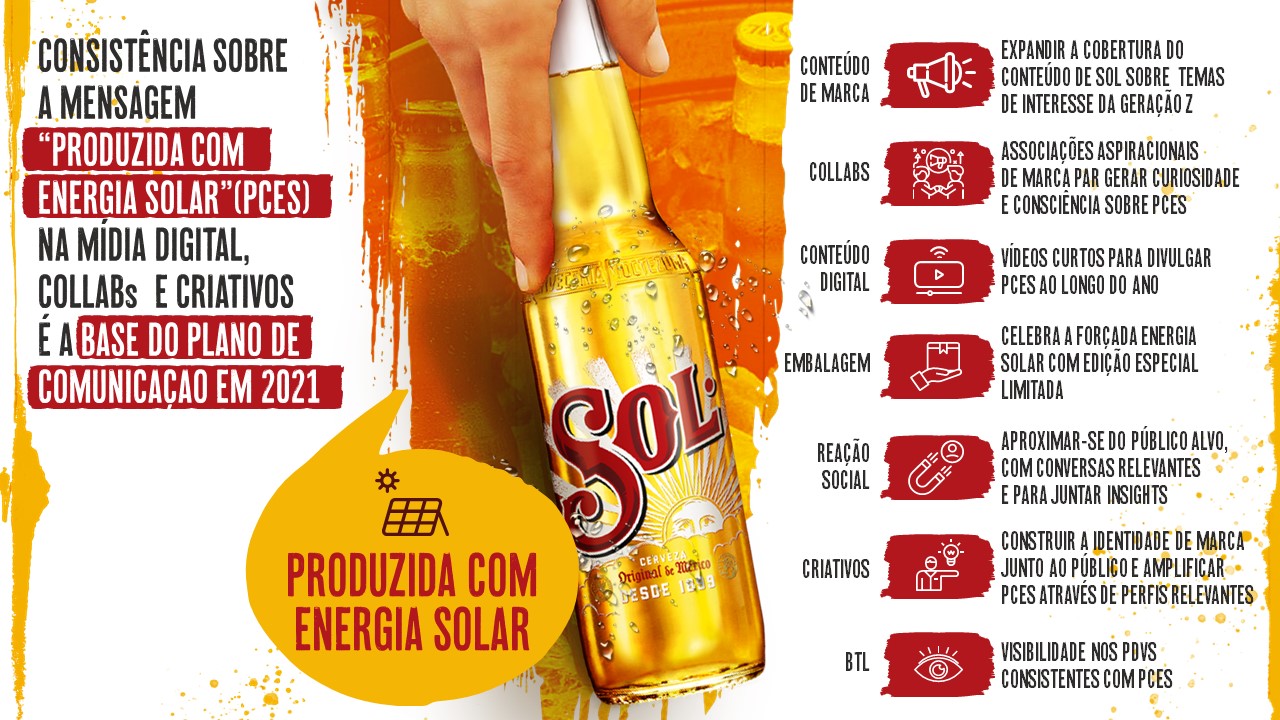 CONSISTÊNCIA SOBRE
A MENSAGEM
“PRODUZIDA COM
ENERGIA SOLAR”(PCES)
NA MÍDIA DIGITAL,
COLLABs E CRIATIVOS
É A BASE DO PLANO DE
COMUNICAÇAO EM 2021
PRODUZIDA COM
ENERGIA SOLAR
SOL
CERVEZA
Original de México
DESDE 1899
CONTEÚDO
DE MARCA
EXPANDIR A COBERTURA DO
CONTEÚDO DE SOL SOBRE TEMAS
DE INTERESSE DA GERAÇÃO Z
COLLABS
ASSOCIAÇÕES ASPIRACIONAIS
DE MARCA PAR GERAR CURIOSIDADE
E CONSCIÊNCIA SOBRE PCES
CONTEÚDO
DIGITAL
VÍDEOS CURTOS PARA DIVULGAR
PCES AO LONGO DO ANO
EMBALAGEM
CELEBRA A FORÇADA ENERGIA
SOLAR COM EDIÇÃO ESPECIAL
LIMITADA
REAÇÃO
SOCIAL
APROXIMAR-SE DO PÚBLICO ALVO,
COM CONVERSAS RELEVANTES
E PARA JUNTAR INSIGHTS
CRIATIVOS
CONSTRUIR A IDENTIDADE DE MARCA
JUNTO AO PÚBLICO E AMPLIFICAR
PCES ATRAVÉS DE PERFIS RELEVANTES
BTL
VISIBILIDADE NOS PDVS
CONSISTENTES COM PCES